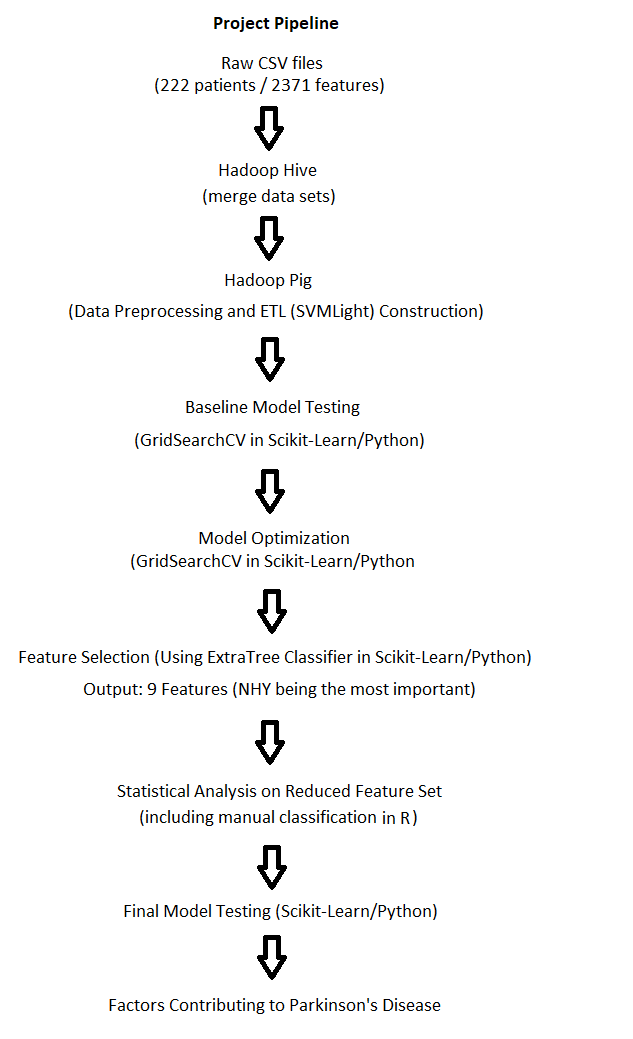 Project Pipeline
Raw CSV files
(222 patients / 2371 features)
Hadoop Hive
(merge data sets)
Hadoop Pig
(Data Preprocessing and ETL (SVMLight) Construction)
Baseline Model Testing
(GridSearchCV in Scikit-Learn/Python)
Model Optimization
(GridSearchCV in Scikit-Learn/Python
Feature Selection (Using ExtraTree Classifier in Scikit-Learn/Python)
Output: 9 Features (NHY being the most important)
Statistical Analysis on Reduced Feature Set
(including manual classification in R)
Final Model Testing (Scikit-Learn/Python)
Factors Contributing to Parkinson's Disease